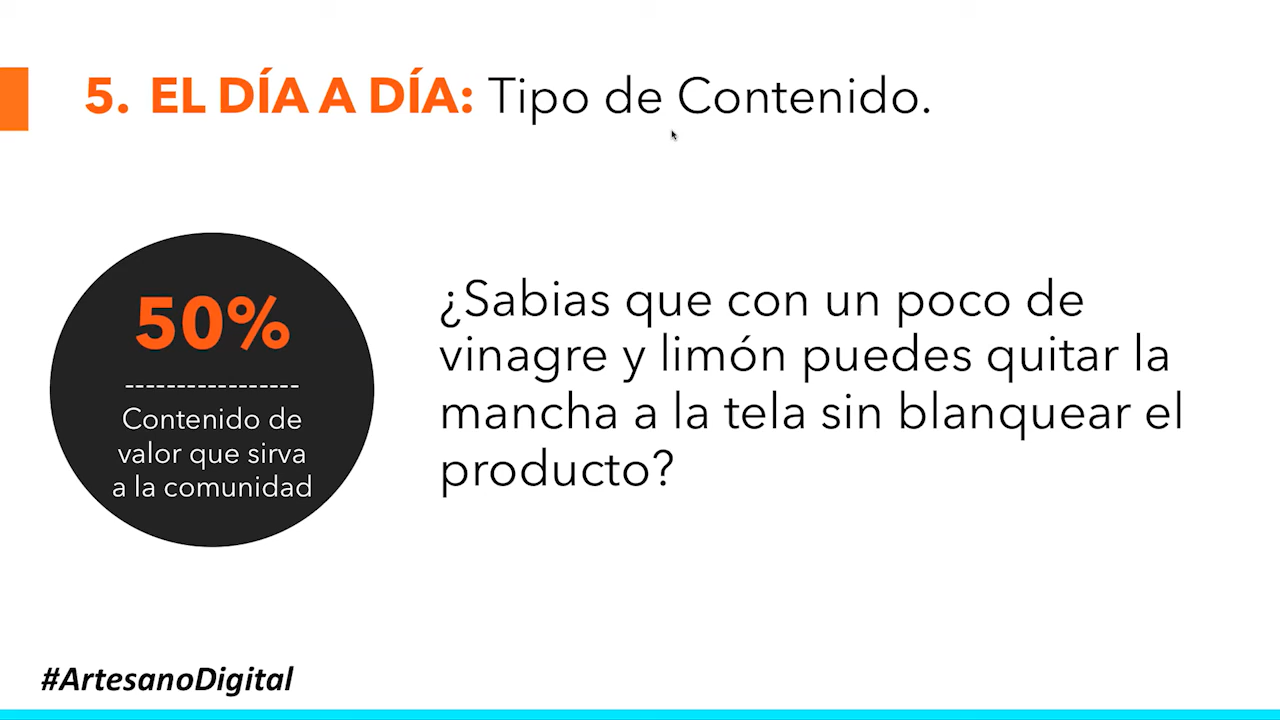 5. EL DÍA A DÍA: Tipo de Contenido.
50%
-----------------
Contenido de
valor que sirva
a la comunidad
¿Sabias que con un poco de
vinagre y limón puedes quitar la
mancha a la tela sin blanquear el
producto?
#ArtesanoDigital